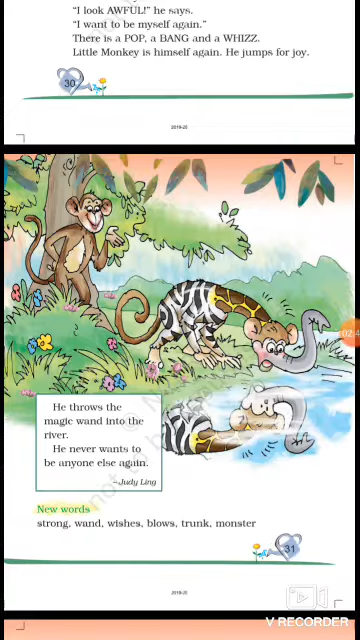 "I look AWFUL!" he says.
"I want to be myself again."
There is a POP, a BANG and a WHIZZ.
Little Monkey is himself again. He jumps for joy.
30
2019-20
02:4
He throws the
magic wand into the
river.
He never wants to
be anyone else again.
– Judy Ling
New words
strong, wand, wishes, blows, trunk, monster
31
2019-20
V RECORDER